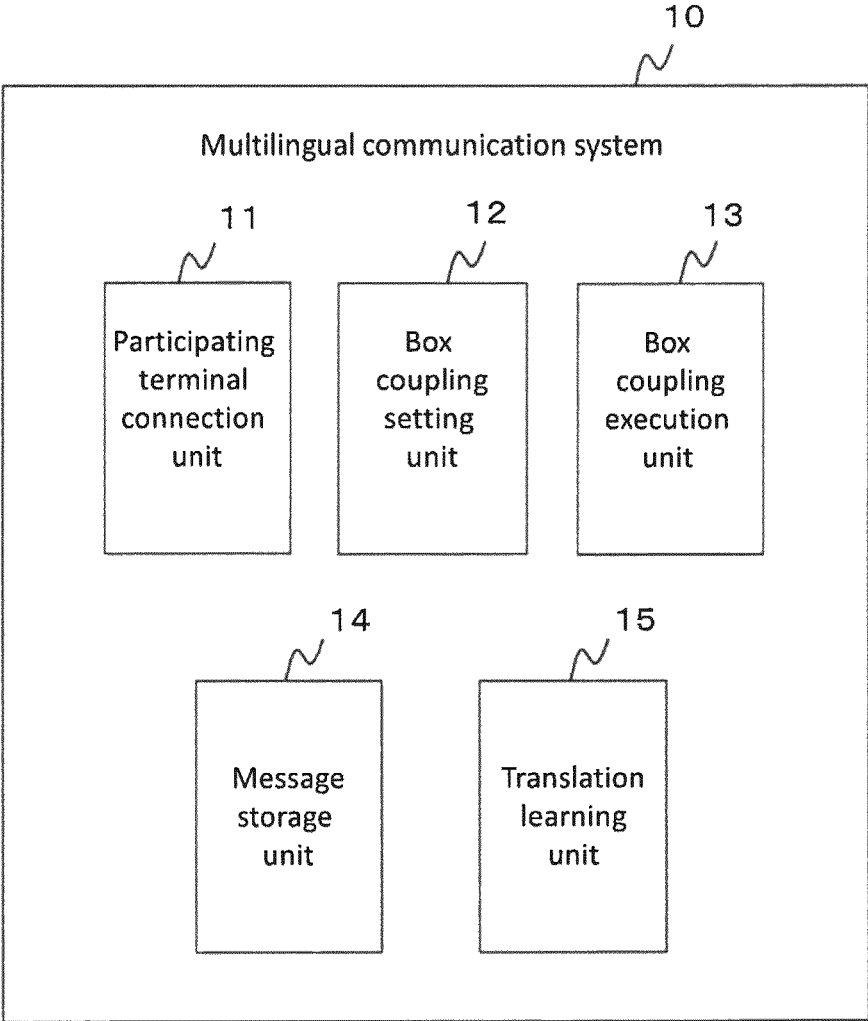 10
Multilingual communication system
11
12
13
Participating
terminal
connection
unit
Box
coupling
setting
unit
Box
coupling
execution
unit
14
15
Message
storage
unit
Translation
learning
unit